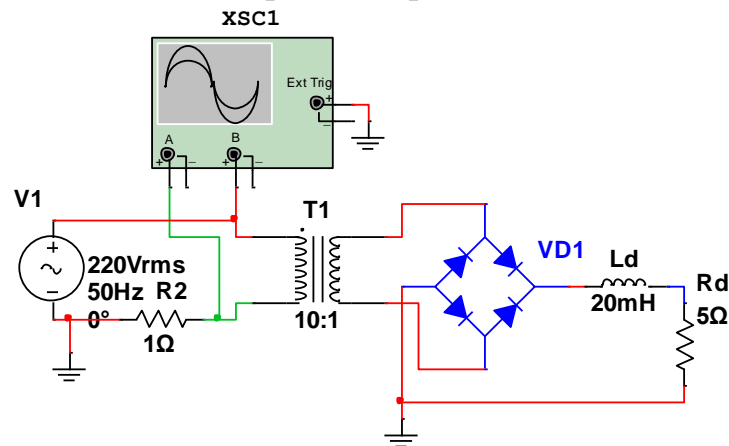 XSC1
Ext Trig
+
–
A
B
+ – + –
V1
T1
+
–
220Vrms
50Hz R2
0°
1Ω
10:1
VD1
Ld
20mH
Rd
5Ω